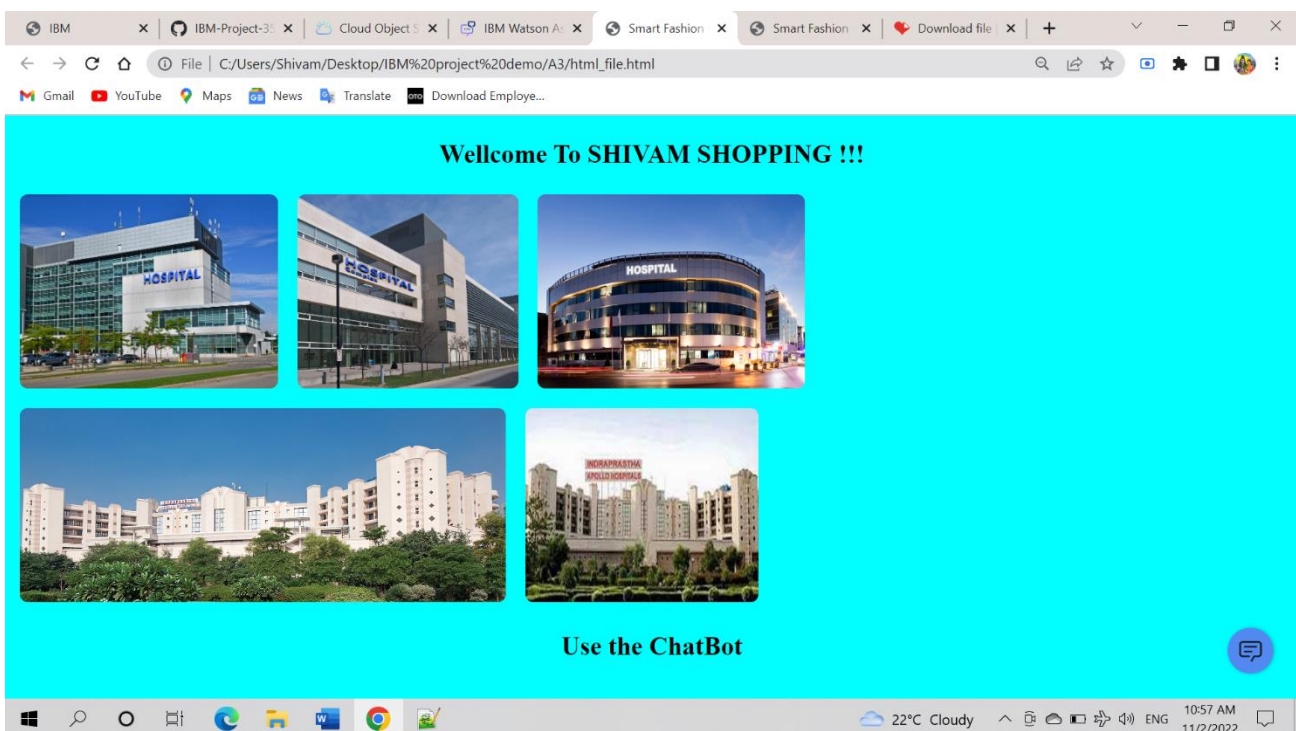 IBM
IBM-Project-35
Cloud Object S
IBM Watson As
Smart Fashion
Smart Fashion
Download file |
File | C:/Users/Shivam/Desktop/IBM%20project%20demo/A3/html_file.html
Gmail
YouTube
Maps
News
Translate
Download Employe...
Wellcome To SHIVAM SHOPPING !!!
HOSPITAL
HOSPITAL
HOSPITAL
INDRAPRASTHA
APOLLO HOSPITALS
Use the ChatBot
22°C Cloudy
ENG
10:57 AM
11/2/2022